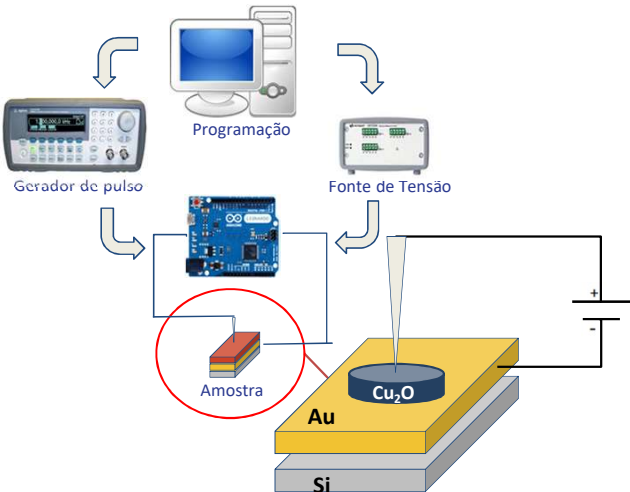 Programação
Gerador de pulso
Fonte de Tensão
Amostra
+
-
Cu₂O
Au
Si